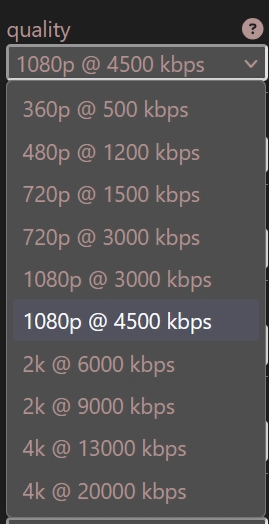 quality ?
1080p @ 4500 kbps
360p @ 500 kbps
480p @ 1200 kbps
720p @ 1500 kbps
720p @ 3000 kbps
1080p @ 3000 kbps
1080p @ 4500 kbps
2k @ 6000 kbps
2k @ 9000 kbps
4k @ 13000 kbps
4k @ 20000 kbps